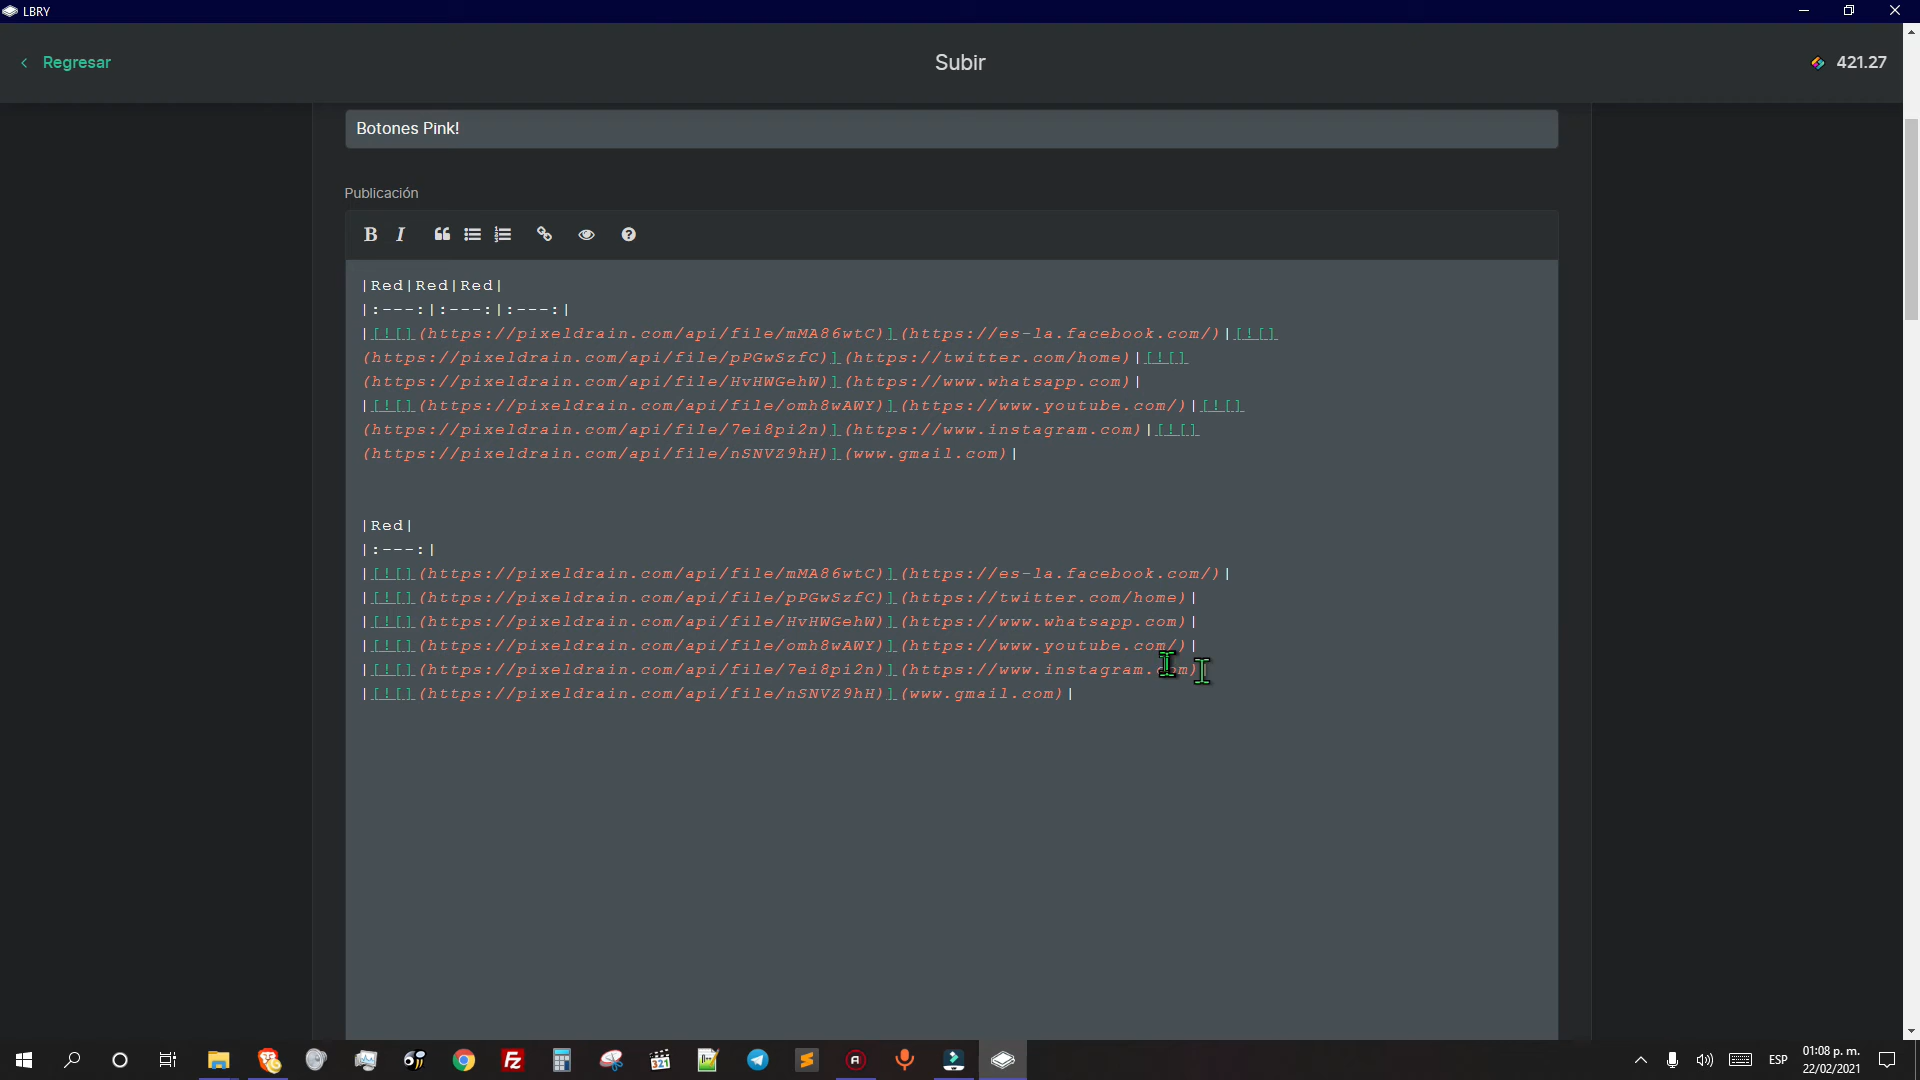 LBRY
Regresar
Subir
421.27
Botones Pink!
Publicación
B I
|Red|Red|Red|
|:---:|:---:|:---:|
|[![](https://pixeldrain.com/api/file/mMA86wtC)](https://es-la.facebook.com/)|[![]
(https://pixeldrain.com/api/file/pPGwSzfC)](https://twitter.com/home)|[![]
(https://pixeldrain.com/api/file/HvHWGehW)](https://www.whatsapp.com)|
|[![](https://pixeldrain.com/api/file/omh8wAWY)](https://www.youtube.com/)|[![]
(https://pixeldrain.com/api/file/7ei8pi2n)](https://www.instagram.com)|[![]
(https://pixeldrain.com/api/file/nSNVZ9hH)](www.gmail.com)|
|Red|
|:---:|
|[![](https://pixeldrain.com/api/file/mMA86wtC)](https://es-la.facebook.com/)|
|[![](https://pixeldrain.com/api/file/pPGwSzfC)](https://twitter.com/home)|
|[![](https://pixeldrain.com/api/file/HvHWGehW)](https://www.whatsapp.com)|
|[![](https://pixeldrain.com/api/file/omh8wAWY)](https://www.youtube.com/)|
|[![](https://pixeldrain.com/api/file/7ei8pi2n)](https://www.instagram.com)|
|[![](https://pixeldrain.com/api/file/nSNVZ9hH)](www.gmail.com)|
321
ESP
01:08 p. m.
22/02/2021